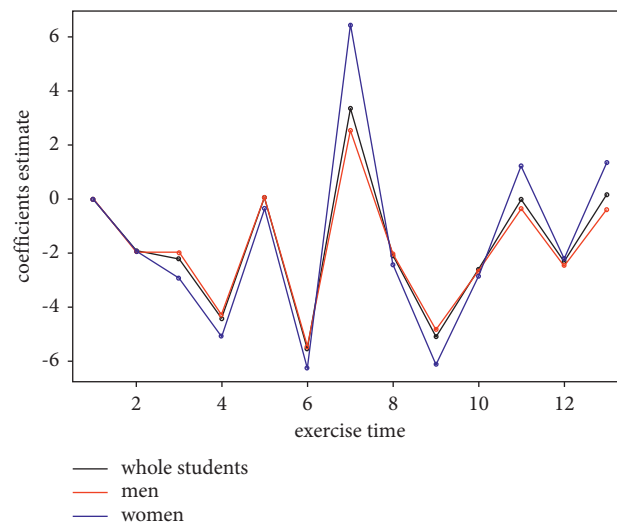 6
4
2
0
-2
-4
-6
coefficients estimate
2 4 6 8 10 12
exercise time
whole students
men
women